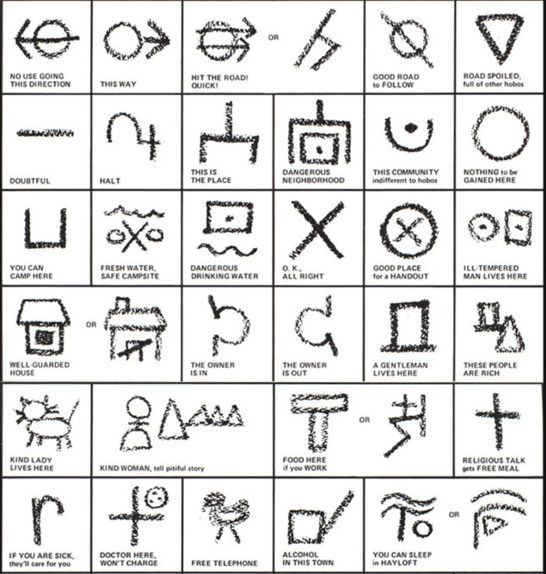 NO USE GOING
THIS DIRECTION
THIS WAY
HIT THE ROAD!
QUICK!
OR
GOOD ROAD
to FOLLOW
ROAD SPOILED,
full of other hobos
DOUBTFUL
HALT
THIS IS
THE PLACE
DANGEROUS
NEIGHBORHOOD
THIS COMMUNITY
indifferent to hobos
NOTHING to be
GAINED HERE
YOU CAN
CAMP HERE
FRESH WATER,
SAFE CAMPSITE
DANGEROUS
DRINKING WATER
O. K.,
ALL RIGHT
GOOD PLACE
for a HANDOUT
ILL-TEMPERED
MAN LIVES HERE
WELL-GUARDED
HOUSE
OR
THE OWNER
IS IN
THE OWNER
IS OUT
A GENTLEMAN
LIVES HERE
THESE PEOPLE
ARE RICH
KIND LADY
LIVES HERE
KIND WOMAN, tell pitiful story
FOOD HERE
if you WORK
OR
RELIGIOUS TALK
gets FREE MEAL
IF YOU ARE SICK,
they'll care for you
DOCTOR HERE,
WON'T CHARGE
FREE TELEPHONE
ALCOHOL
IN THIS TOWN
YOU CAN SLEEP
in HAYLOFT
OR